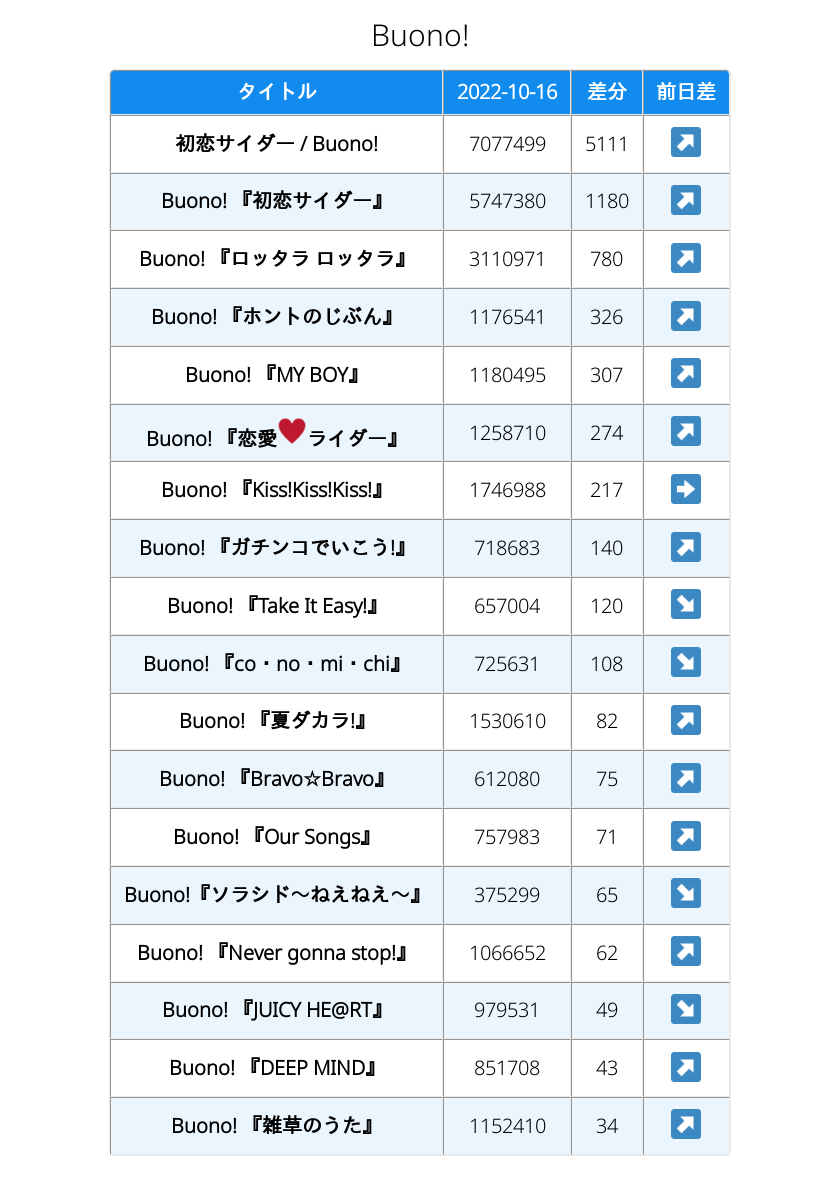 Buono!
タイトル 2022-10-16 差分 前日差
初恋サイダー / Buono! 7077499 5111 ↗
Buono! 『初恋サイダー』 5747380 1180 ↗
Buono! 『ロッタラ ロッタラ』 3110971 780 ↗
Buono! 『ホントのじぶん』 1176541 326 ↗
Buono! 『MY BOY』 1180495 307 ↗
Buono! 『恋愛♥ライダー』 1258710 274 ↗
Buono! 『Kiss!Kiss!Kiss!』 1746988 217 ➡
Buono! 『ガチンコでいこう!』 718683 140 ↗
Buono! 『Take It Easy!』 657004 120 ↘
Buono! 『co・no・mi・chi』 725631 108 ↘
Buono! 『夏ダカラ!』 1530610 82 ↗
Buono! 『Bravo☆Bravo』 612080 75 ↗
Buono! 『Our Songs』 757983 71 ↗
Buono!『ソラシド〜ねえねえ〜』 375299 65 ↘
Buono! 『Never gonna stop!』 1066652 62 ↗
Buono! 『JUICY HE@RT』 979531 49 ↘
Buono! 『DEEP MIND』 851708 43 ↗
Buono! 『雑草のうた』 1152410 34 ↗